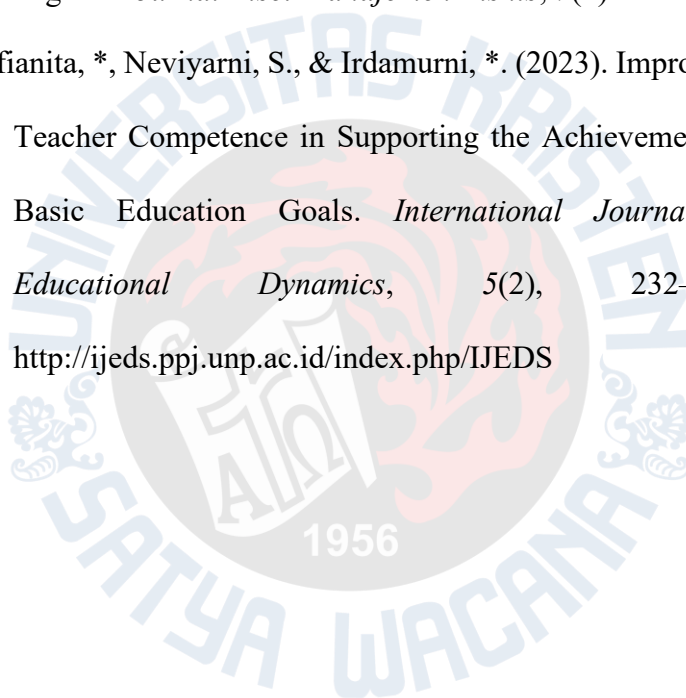 fianita, *, Neviyarni, S., & Irdamurni, *. (2023). Impro
Teacher Competence in Supporting the Achieveme
Basic Education Goals. International Journa
Educational Dynamics, 5(2), 232–
http://ijeds.ppj.unp.ac.id/index.php/IJEDS
UNIVERSITAS KRISTEN
SATYA WACANA
1956